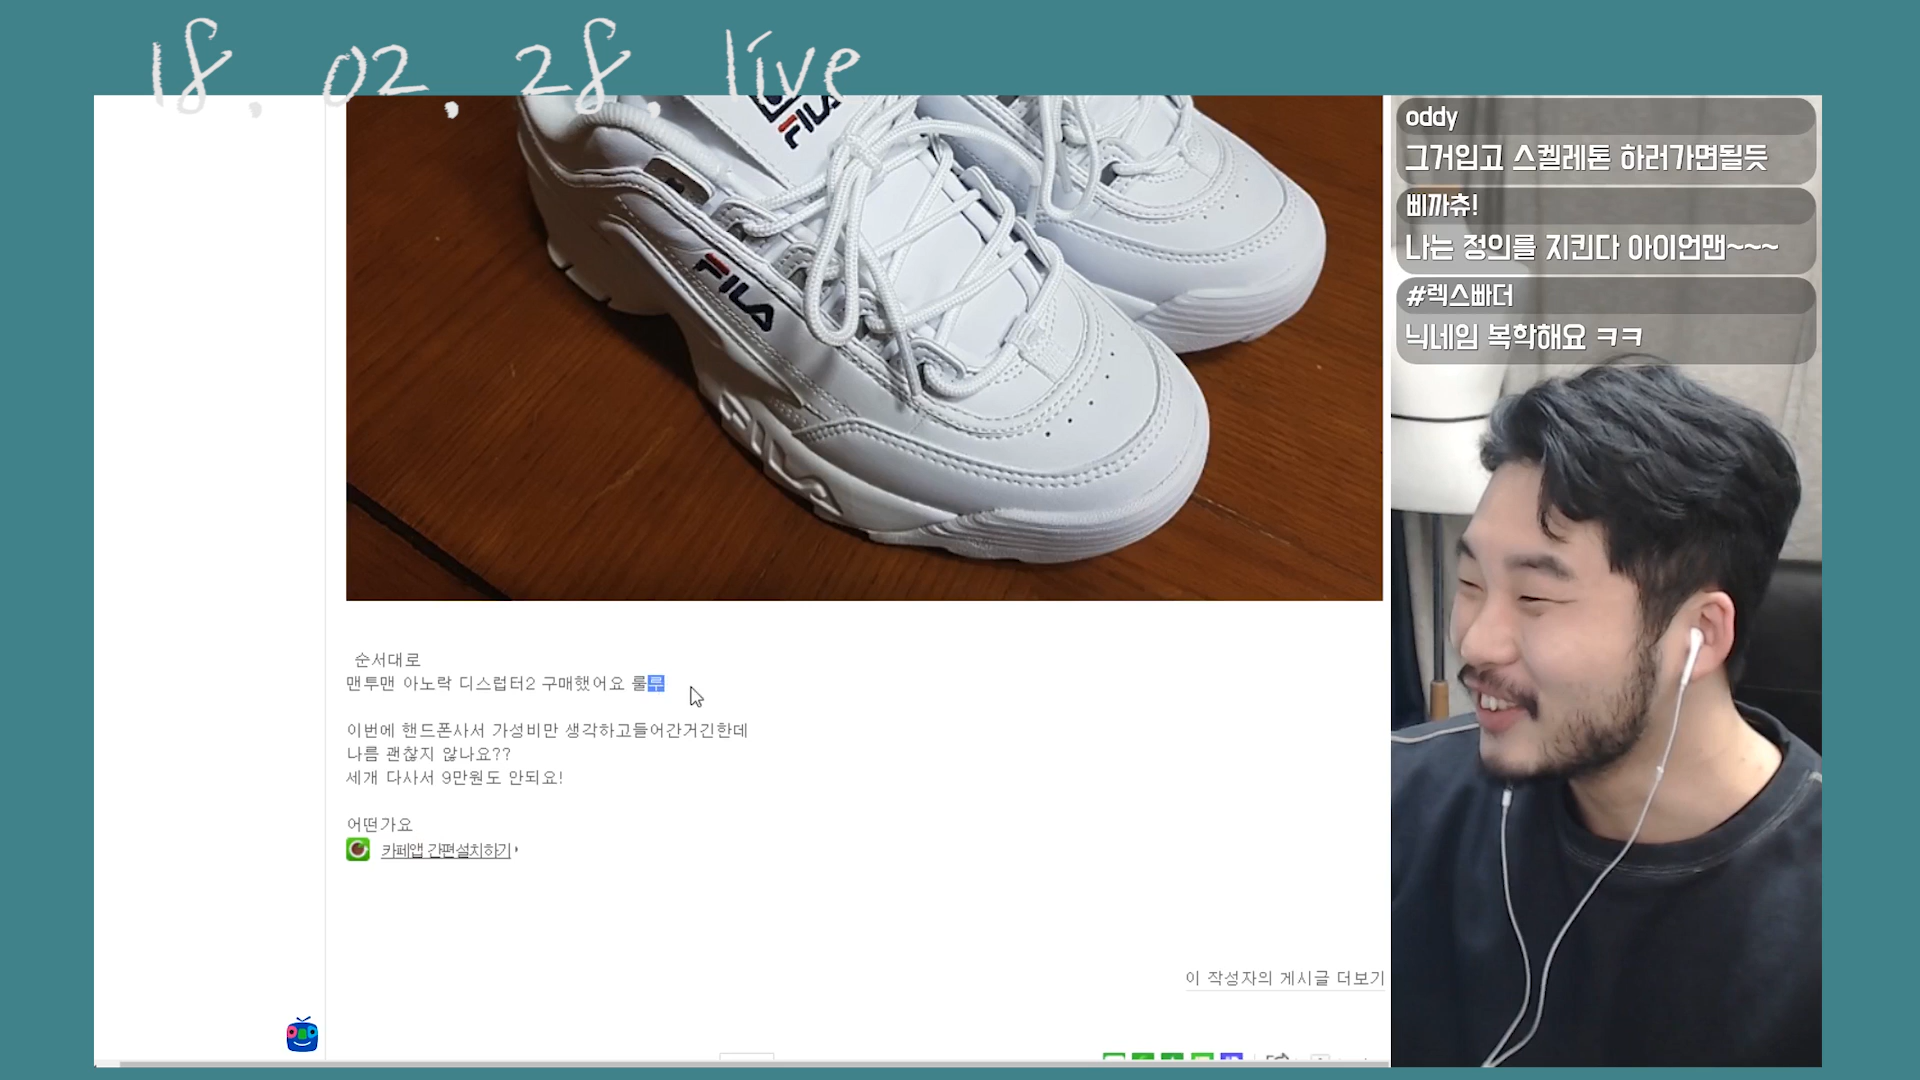 18. 02. 28. live
FILA
FILA
FILA
oddy
그거입고 스켈레톤 하러가면될듯
삐까츄!
나는 정의를 지킨다 아이언맨~~~
#렉스빠더
닉네임 복학해요 ㅋㅋ
순서대로
맨투맨 아노락 디스럽터2 구매했어요 룰루
이번에 핸드폰사서 가성비만 생각하고들어간거긴한데
나름 괜찮지 않나요??
세개 다사서 9만원도 안되요!
어떤가요
카페앱 간편설치하기
이 작성자의 게시글 더보기